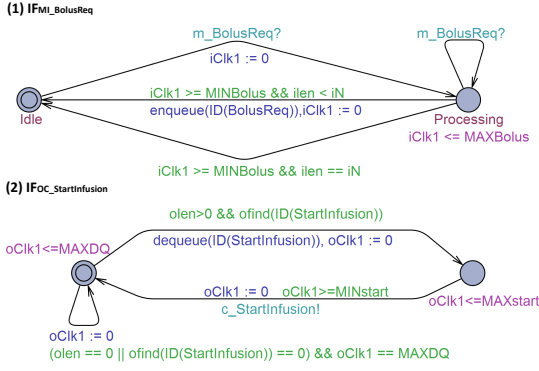 (1) IFMI_BolusReq
m_BolusReq?
m_BolusReq?
iClk1 := 0
iClk1 >= MINBolus && ilen < iN
enqueue(ID(BolusReq)),iClk1 := 0
Idle
Processing
iClk1 <= MAXBolus
iClk1 >= MINBolus && ilen == iN
(2) IFOC_StartInfusion
olen>0 && ofind(ID(StartInfusion))
dequeue(ID(StartInfusion)), oClk1 := 0
oClk1<=MAXDQ
oClk1 := 0 oClk1>=MINstart
oClk1<=MAXstart
c_StartInfusion!
oClk1 := 0
(olen == 0 || ofind(ID(StartInfusion)) == 0) && oClk1 == MAXDQ